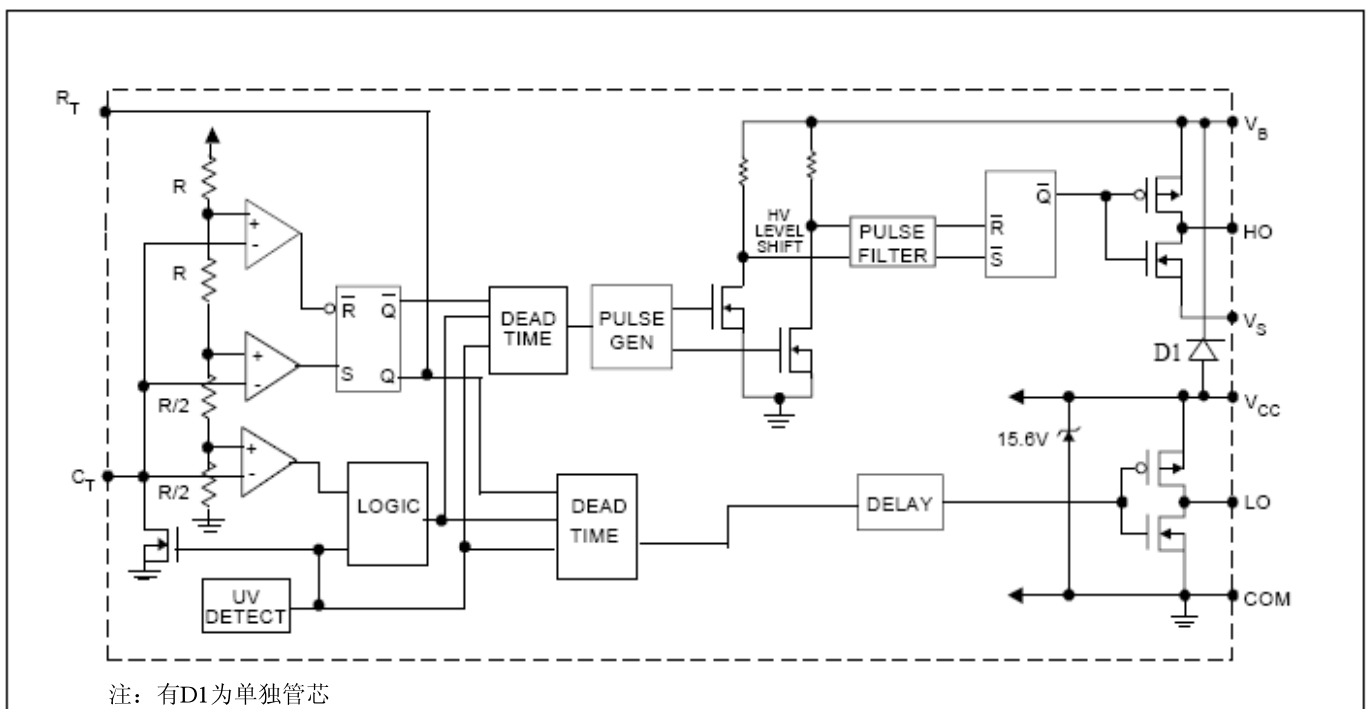 R_T
V_B
R
+
-
HV
LEVEL
SHIFT
PULSE
FILTER
R̅
S̅
Q̅
HO
R
R̅
Q̅
DEAD
TIME
PULSE
GEN
V_S
D1
+
-
S
Q
R/2
V_CC
15.6V
+
-
C_T
R/2
LOGIC
DEAD
TIME
DELAY
LO
UV
DETECT
COM
注：有D1为单独管芯